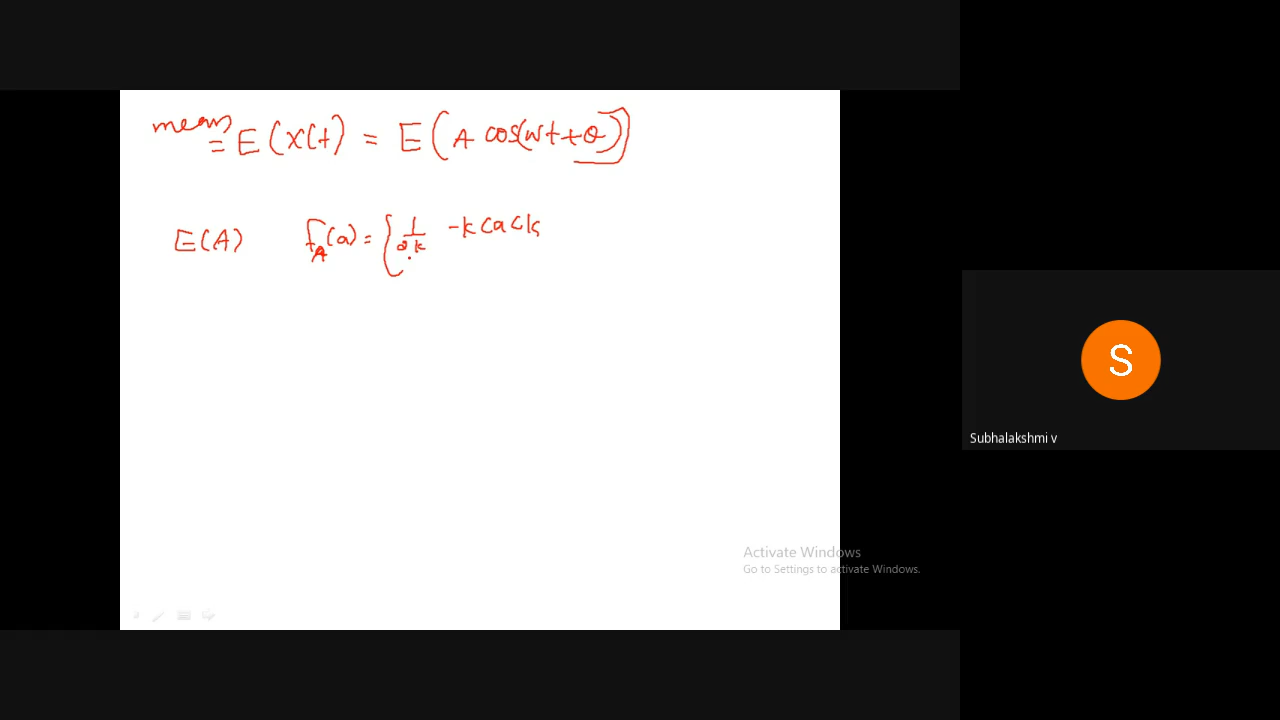 mean
= E(X(t) = E(A cos(wt+θ))
E(A) f_A(a) = { 1/2k -k<a<k
S
Subhalakshmi v
Activate Windows
Go to Settings to activate Windows.